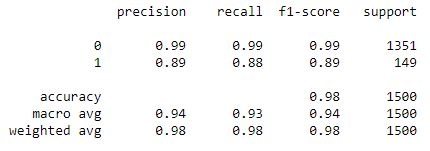 precision recall f1-score support
0 0.99 0.99 0.99 1351
1 0.89 0.88 0.89 149
accuracy 0.98 1500
macro avg 0.94 0.93 0.94 1500
weighted avg 0.98 0.98 0.98 1500